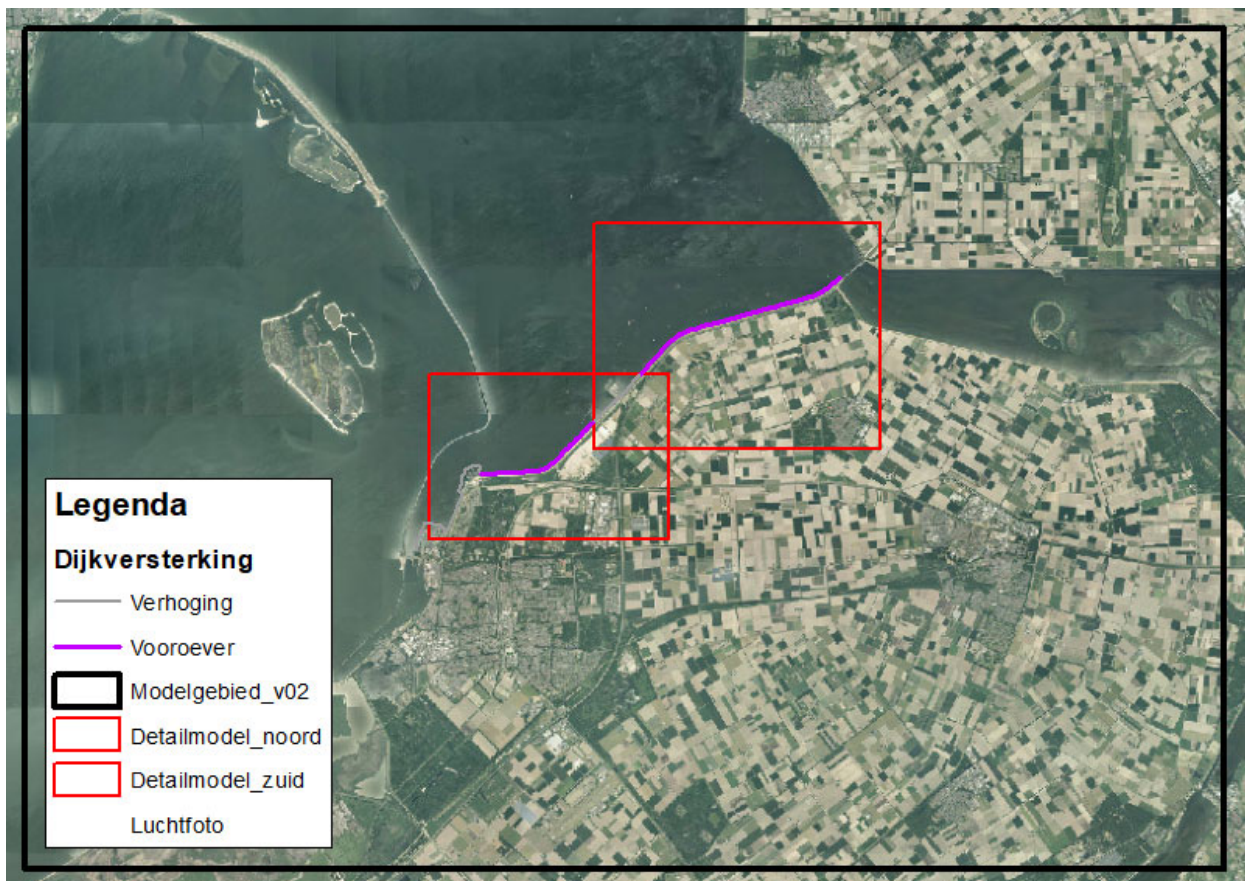 Legenda
Dijkversterking
Verhoging
Vooroever
Modelgebied_v02
Detailmodel_noord
Detailmodel_zuid
Luchtfoto